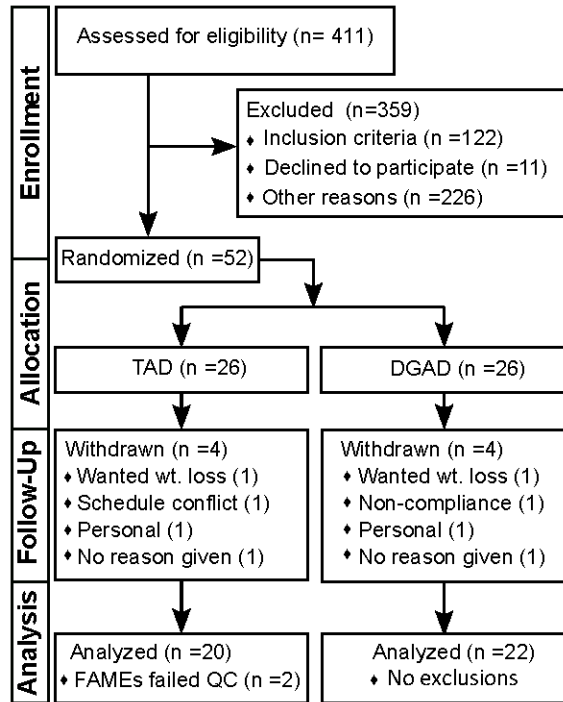 Enrollment
Assessed for eligibility (n= 411)
Excluded (n=359)
♦ Inclusion criteria (n =122)
♦ Declined to participate (n =11)
♦ Other reasons (n =226)
Randomized (n =52)
Allocation
TAD (n =26)
DGAD (n =26)
Follow-Up
Withdrawn (n =4)
♦ Wanted wt. loss (1)
♦ Schedule conflict (1)
♦ Personal (1)
♦ No reason given (1)
Withdrawn (n =4)
♦ Wanted wt. loss (1)
♦ Non-compliance (1)
♦ Personal (1)
♦ No reason given (1)
Analysis
Analyzed (n =20)
♦ FAMEs failed QC (n =2)
Analyzed (n =22)
♦ No exclusions